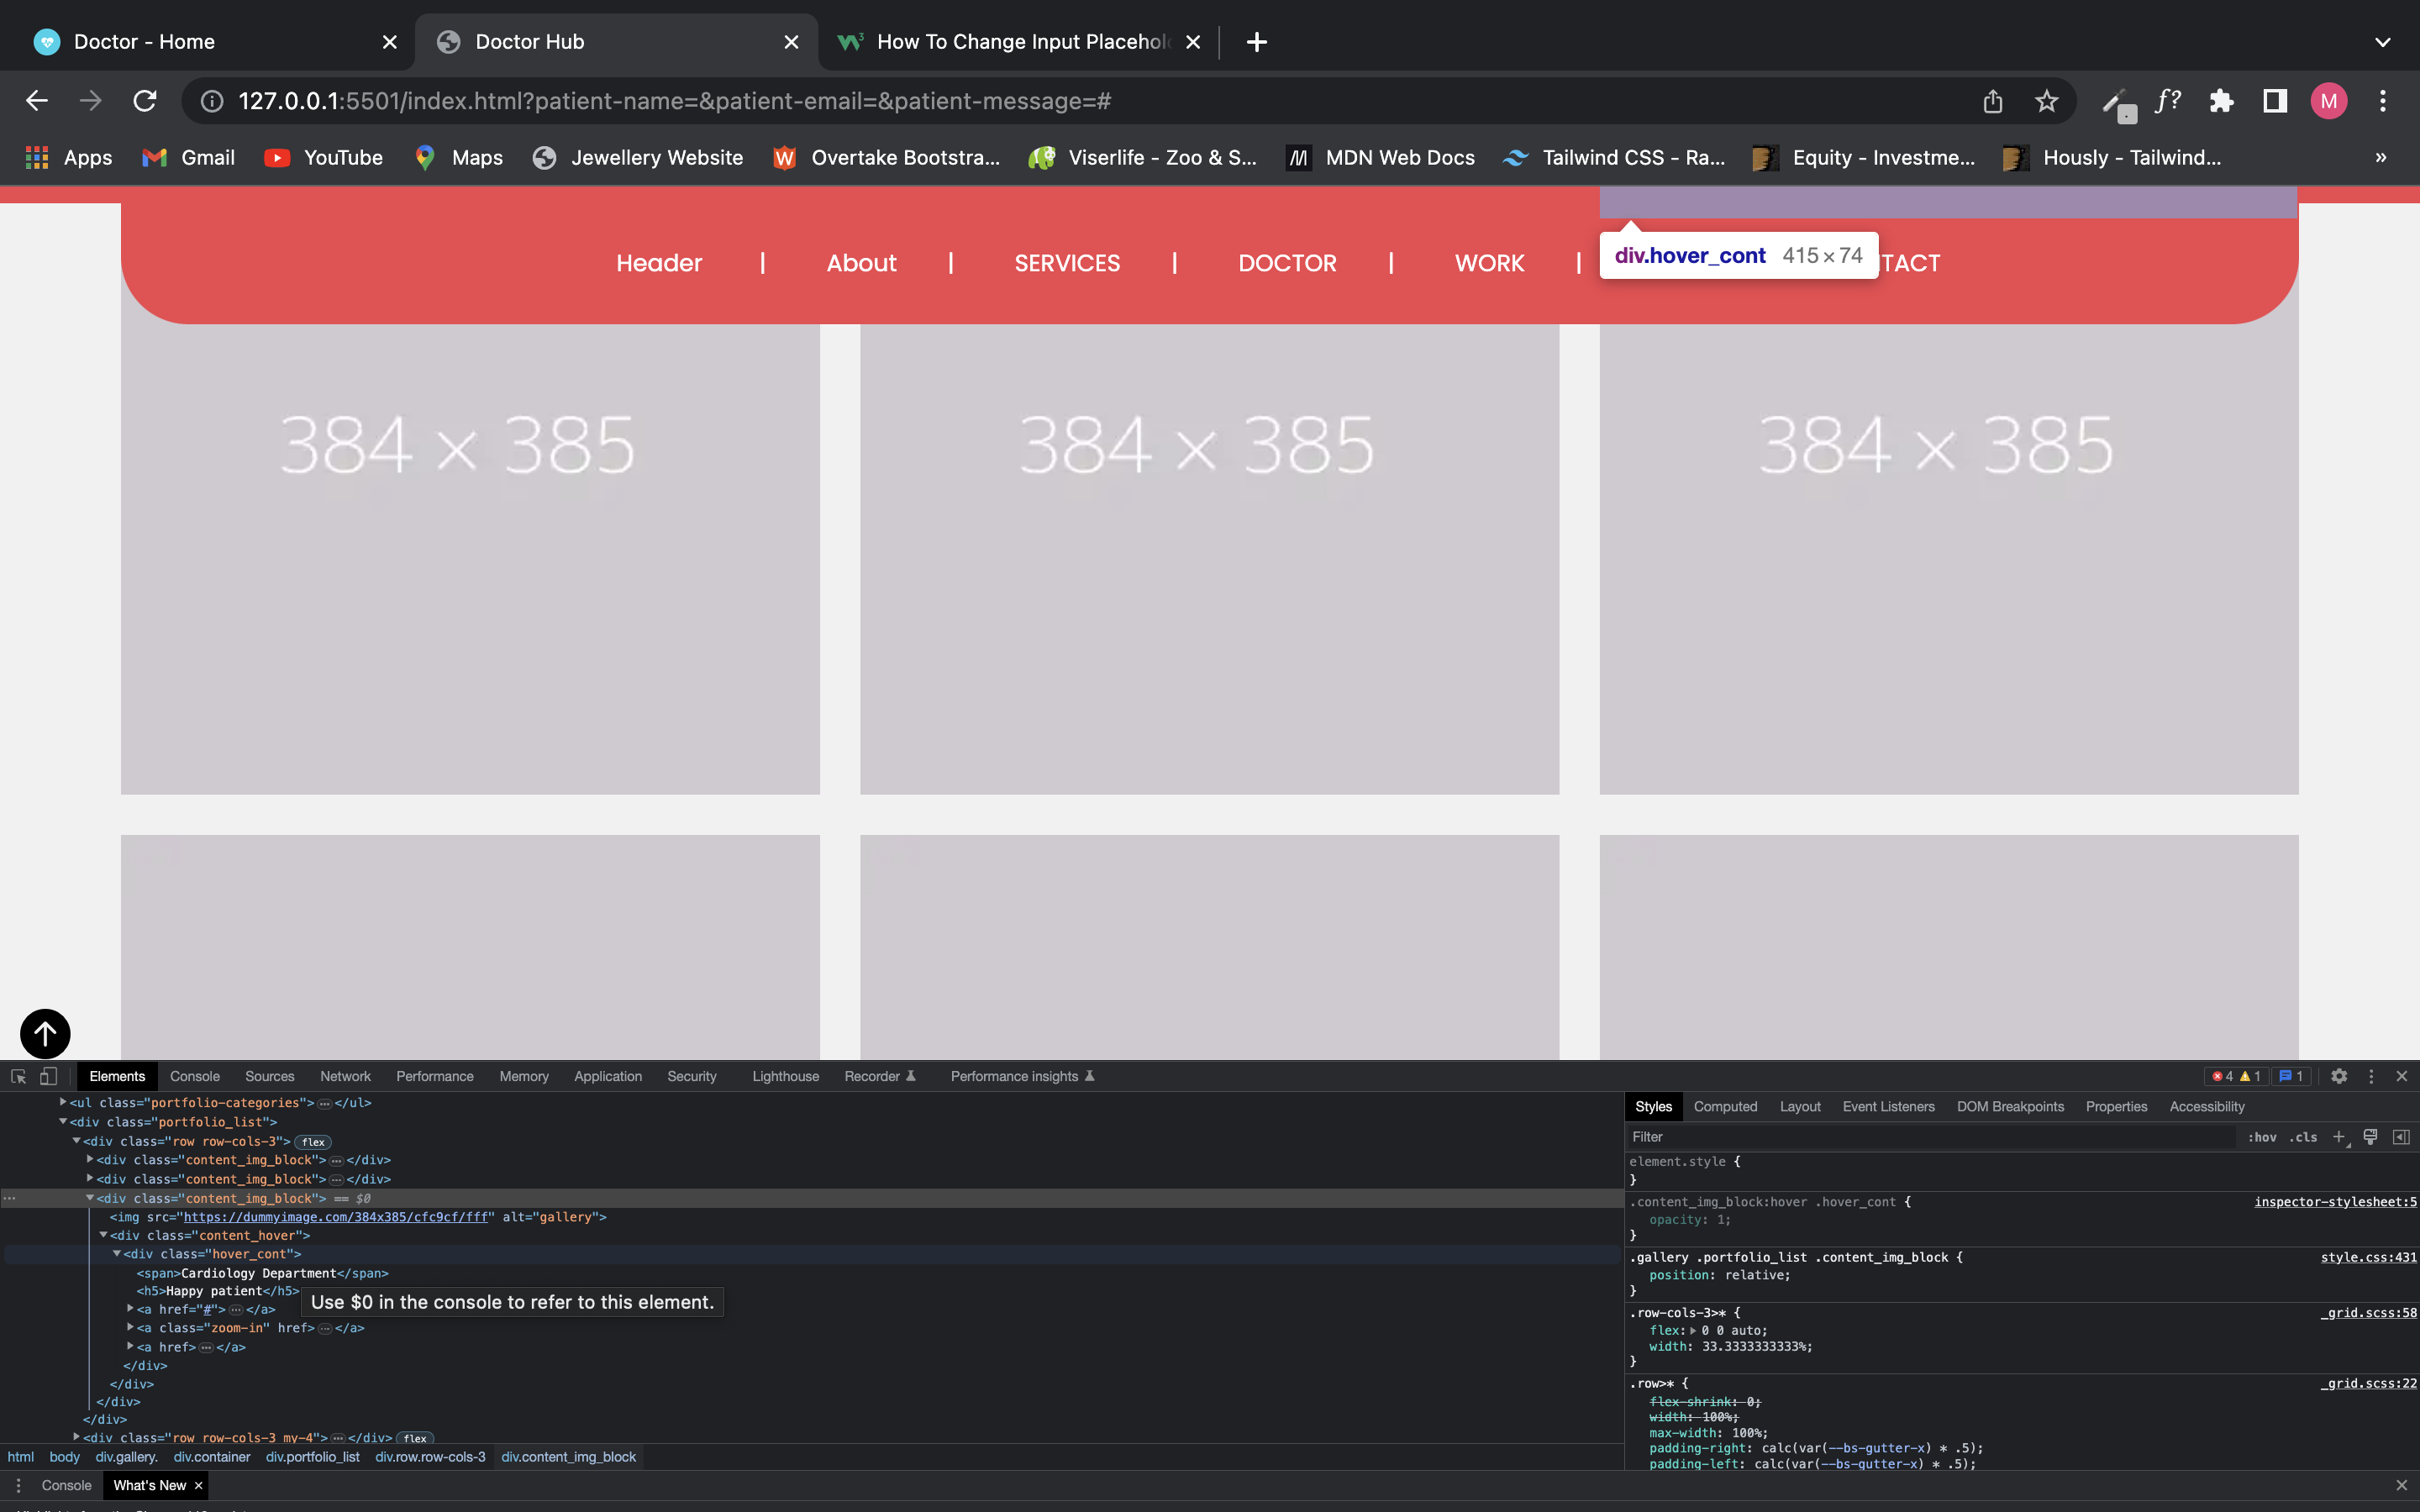 Doctor - Home
Doctor Hub
How To Change Input Placehol
127.0.0.1:5501/index.html?patient-name=&patient-email=&patient-message=#
f?
M
Apps
Gmail
YouTube
Maps
Jewellery Website
Overtake Bootstra...
Viserlife - Zoo & S...
MDN Web Docs
Tailwind CSS - Ra...
Equity - Investme...
Hously - Tailwind...
»
Header | About | SERVICES | DOCTOR | WORK | TACT
div.hover_cont 415 × 74
384 × 385
384 × 385
384 × 385
Elements Console Sources Network Performance Memory Application Security Lighthouse Recorder Performance insights
4 1 1
<ul class="portfolio-categories">…</ul>
<div class="portfolio_list">
<div class="row row-cols-3"> flex
<div class="content_img_block">…</div>
<div class="content_img_block">…</div>
<div class="content_img_block"> == $0
<img src="https://dummyimage.com/384x385/cfc9cf/fff" alt="gallery">
<div class="content_hover">
<div class="hover_cont">
<span>Cardiology Department</span>
<h5>Happy patient</h5>
Use $0 in the console to refer to this element.
<a href="#">…</a>
<a class="zoom-in" href>…</a>
<a href>…</a>
</div>
</div>
</div>
</div>
<div class="row row-cols-3 my-4">…</div> flex
html body div.gallery. div.container div.portfolio_list div.row.row-cols-3 div.content_img_block
Console What's New
Styles Computed Layout Event Listeners DOM Breakpoints Properties Accessibility
Filter :hov .cls +
element.style {
}
.content_img_block:hover .hover_cont { inspector-stylesheet:5
opacity: 1;
}
.gallery .portfolio_list .content_img_block { style.css:431
position: relative;
}
.row-cols-3>* { _grid.scss:58
flex: 0 0 auto;
width: 33.3333333333%;
}
.row>* { _grid.scss:22
flex-shrink: 0;
width: 100%;
max-width: 100%;
padding-right: calc(var(--bs-gutter-x) * .5);
padding-left: calc(var(--bs-gutter-x) * .5);